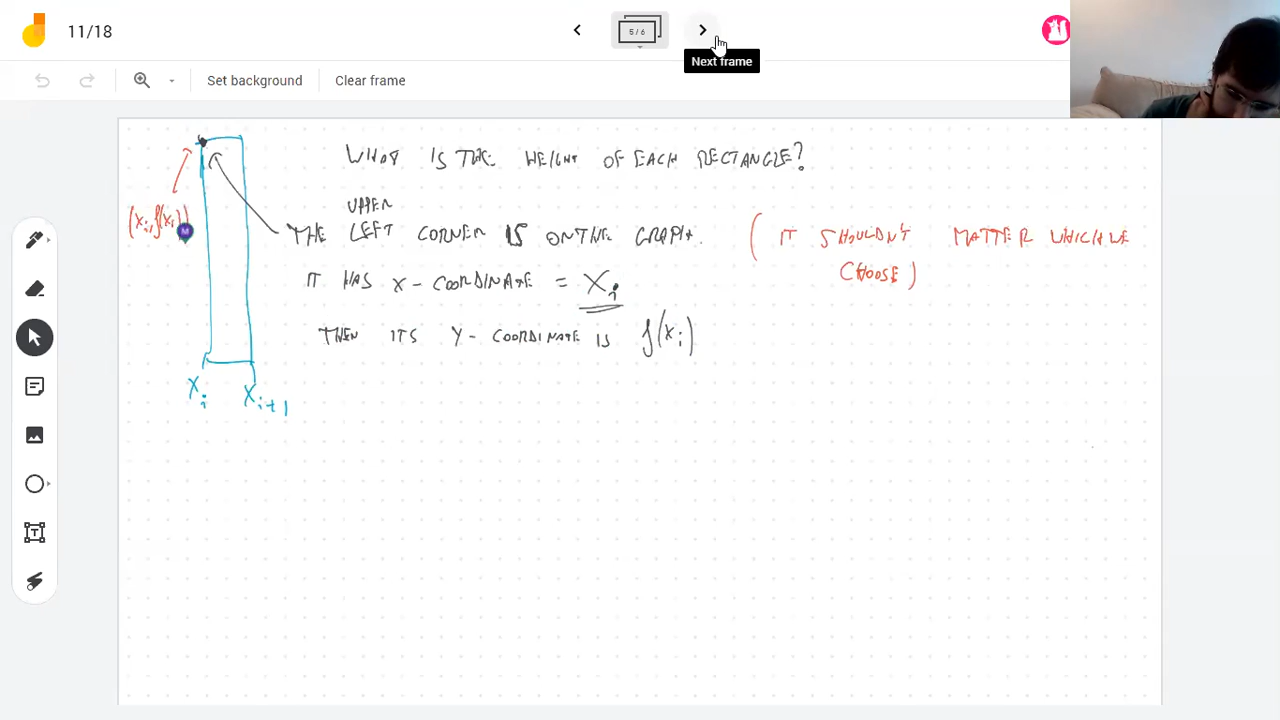 11/18
5/6
Next frame
Set background
Clear frame
WHAT IS THE HEIGHT OF EACH RECTANGLE?
UPPER
THE LEFT CORNER IS ON THE GRAPH.
(IT SHOULDN'T MATTER WHICH WE
CHOOSE)
(xi, f(xi))
M
IT HAS X-COORDINATE = Xi
THEN ITS Y-COORDINATE IS f(xi)
Xi
Xi+1
T